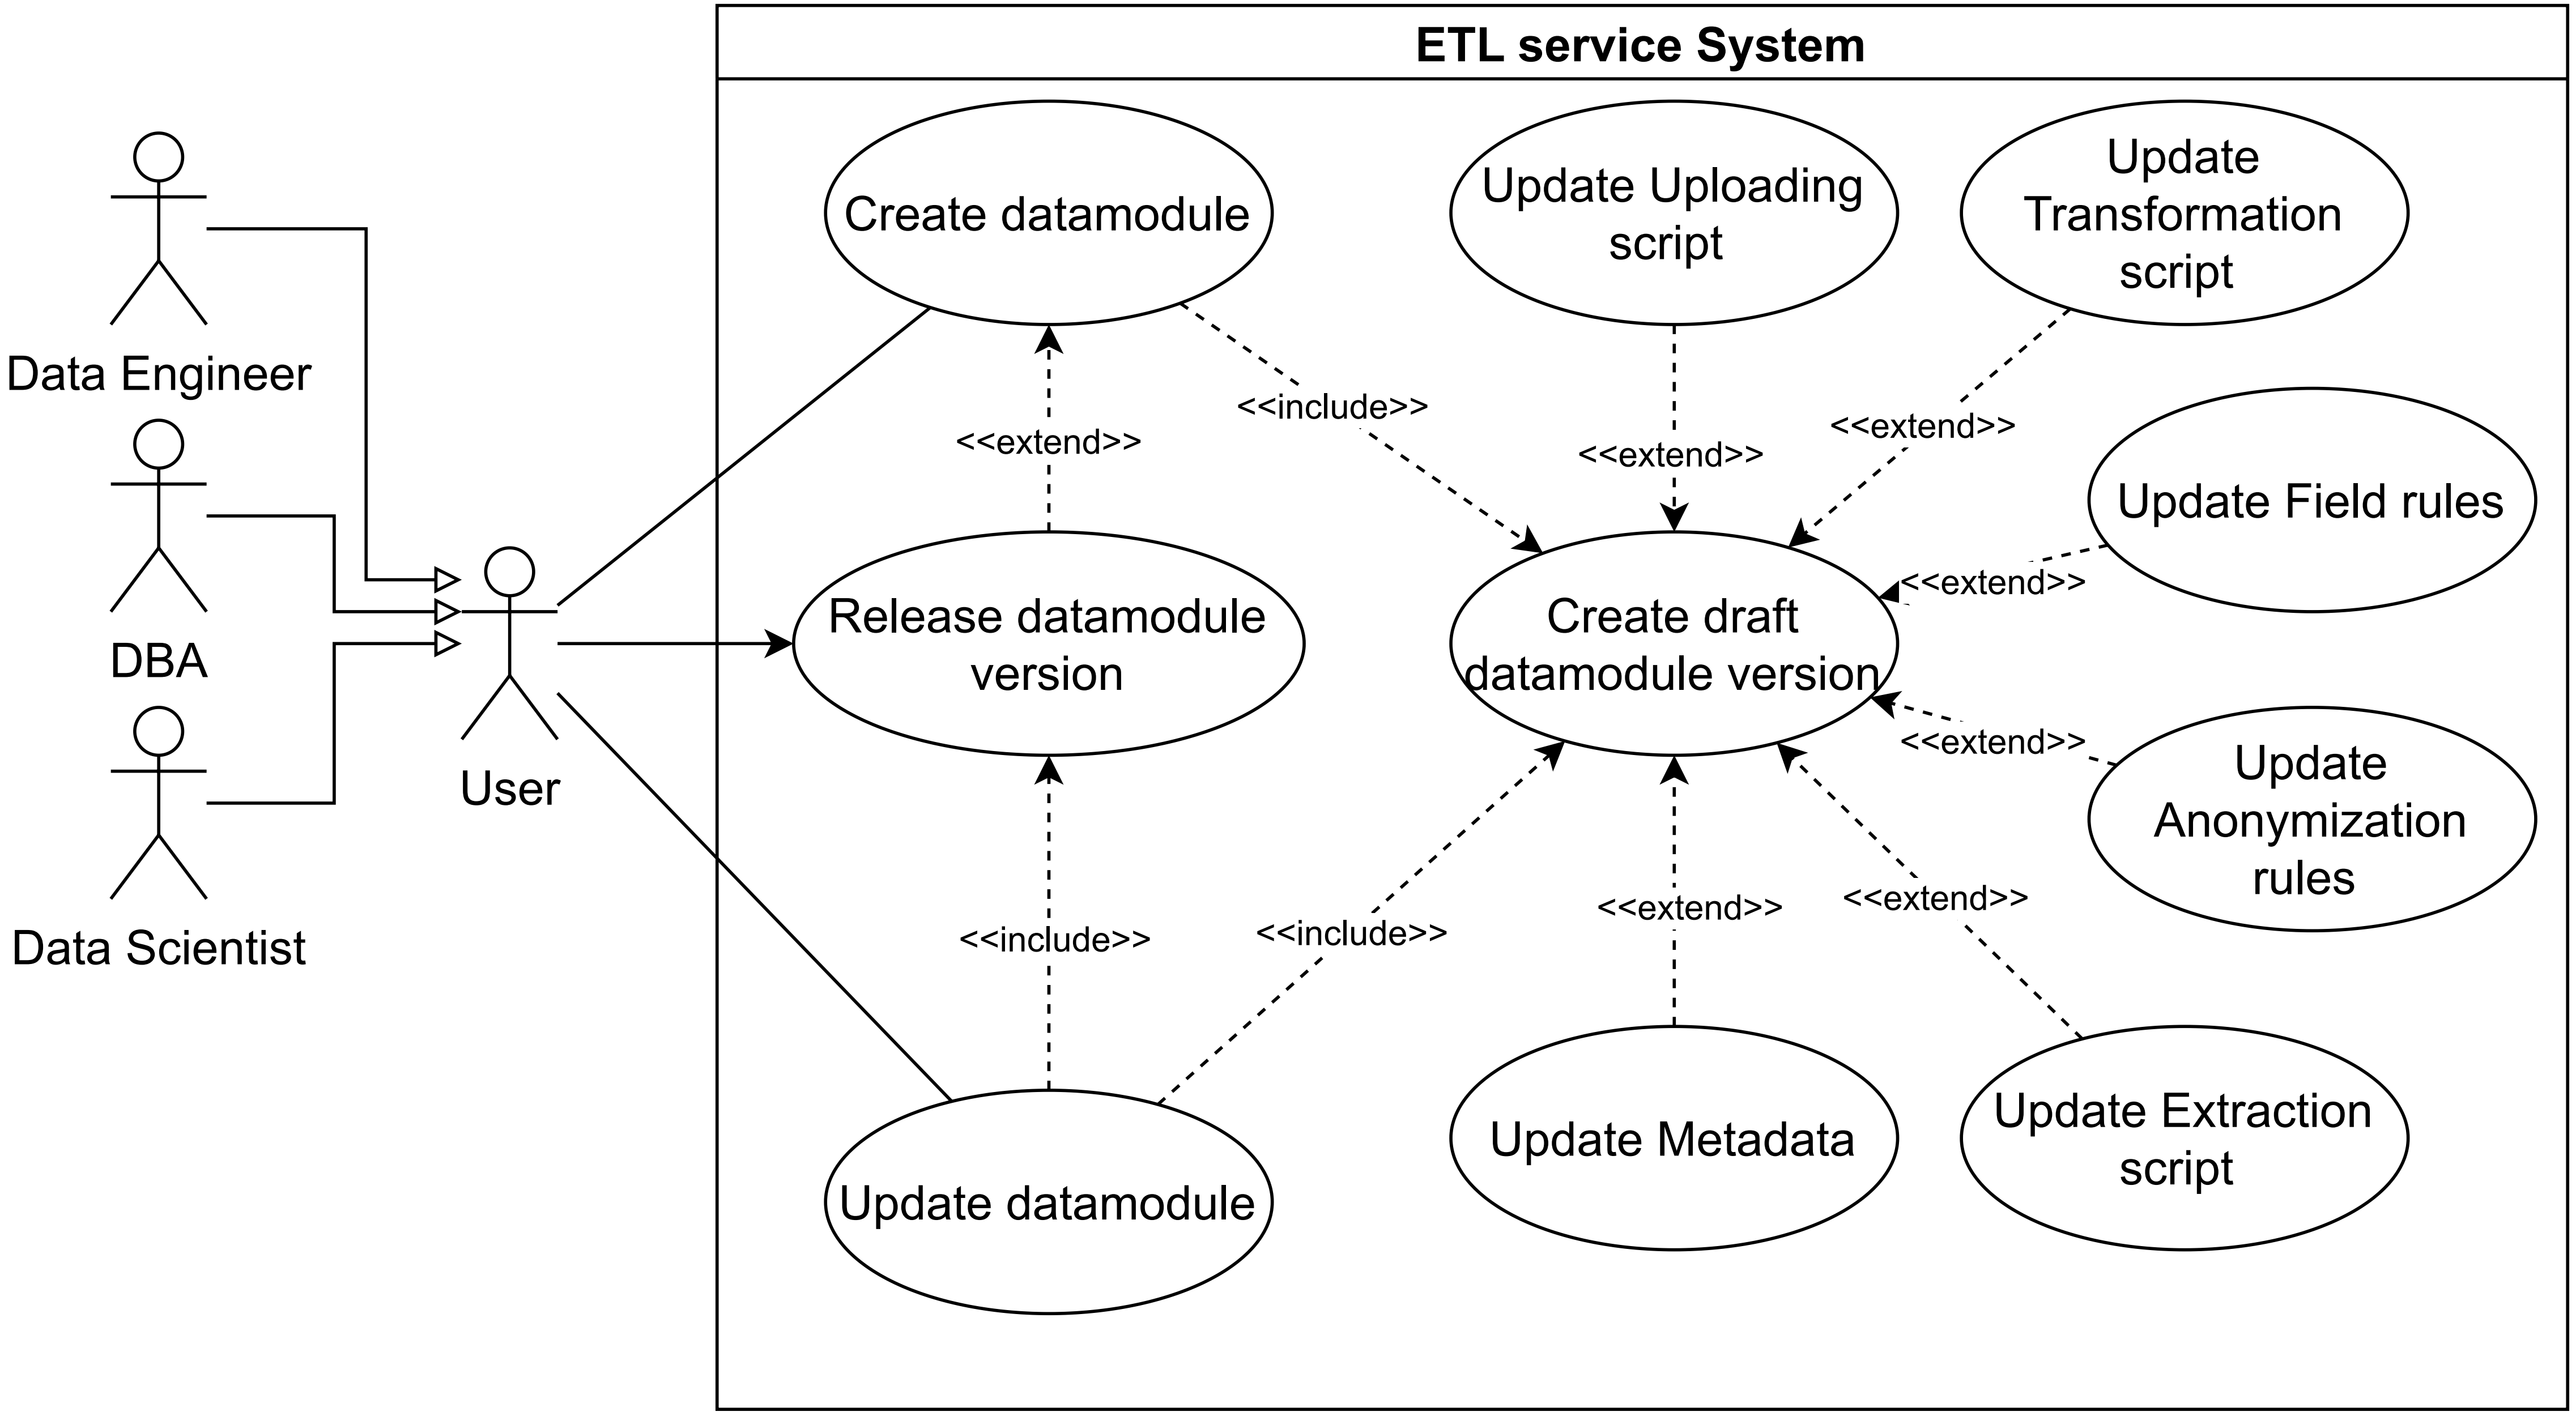 ETL service System
Data Engineer
DBA
Data Scientist
User
Create datamodule
Update Uploading
script
Update
Transformation
script
<<include>>
<<extend>>
<<extend>>
<<extend>>
Update Field rules
<<extend>>
Release datamodule
version
Create draft
datamodule version
<<extend>>
Update
Anonymization
rules
<<include>>
<<include>>
<<extend>>
<<extend>>
Update datamodule
Update Metadata
Update Extraction
script